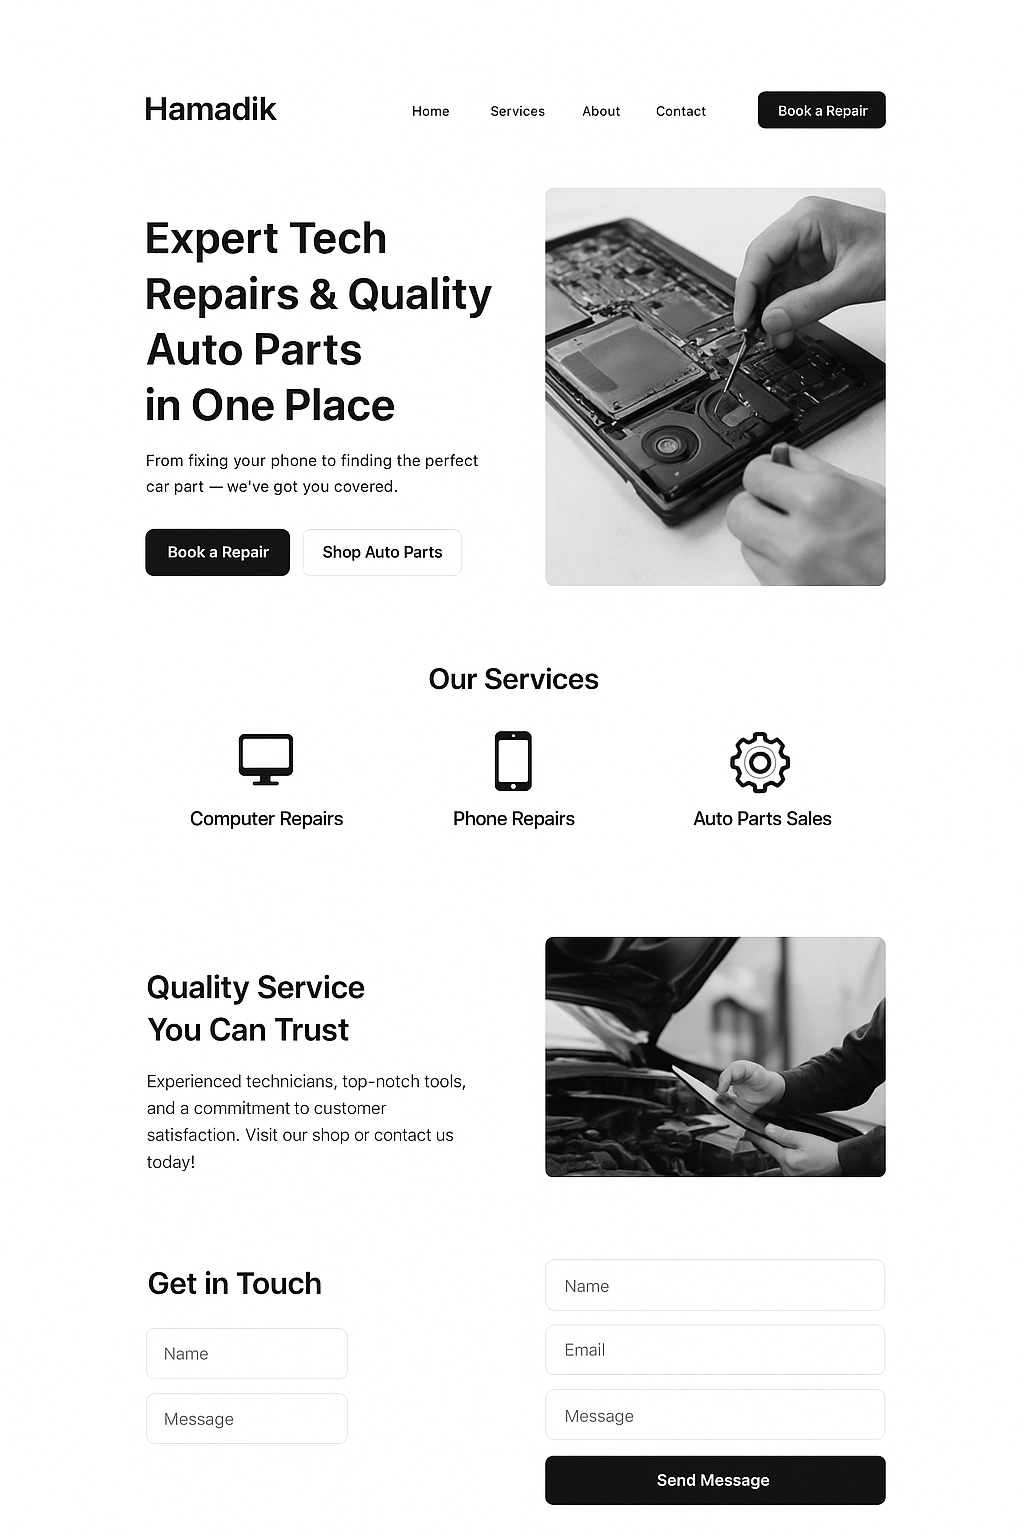 Hamadik
Home
Services
About
Contact
Book a Repair
Expert Tech
Repairs & Quality
Auto Parts
in One Place
From fixing your phone to finding the perfect
car part — we've got you covered.
Book a Repair
Shop Auto Parts
Our Services
Computer Repairs
Phone Repairs
Auto Parts Sales
Quality Service
You Can Trust
Experienced technicians, top-notch tools,
and a commitment to customer
satisfaction. Visit our shop or contact us
today!
Get in Touch
Name
Message
Name
Email
Message
Send Message